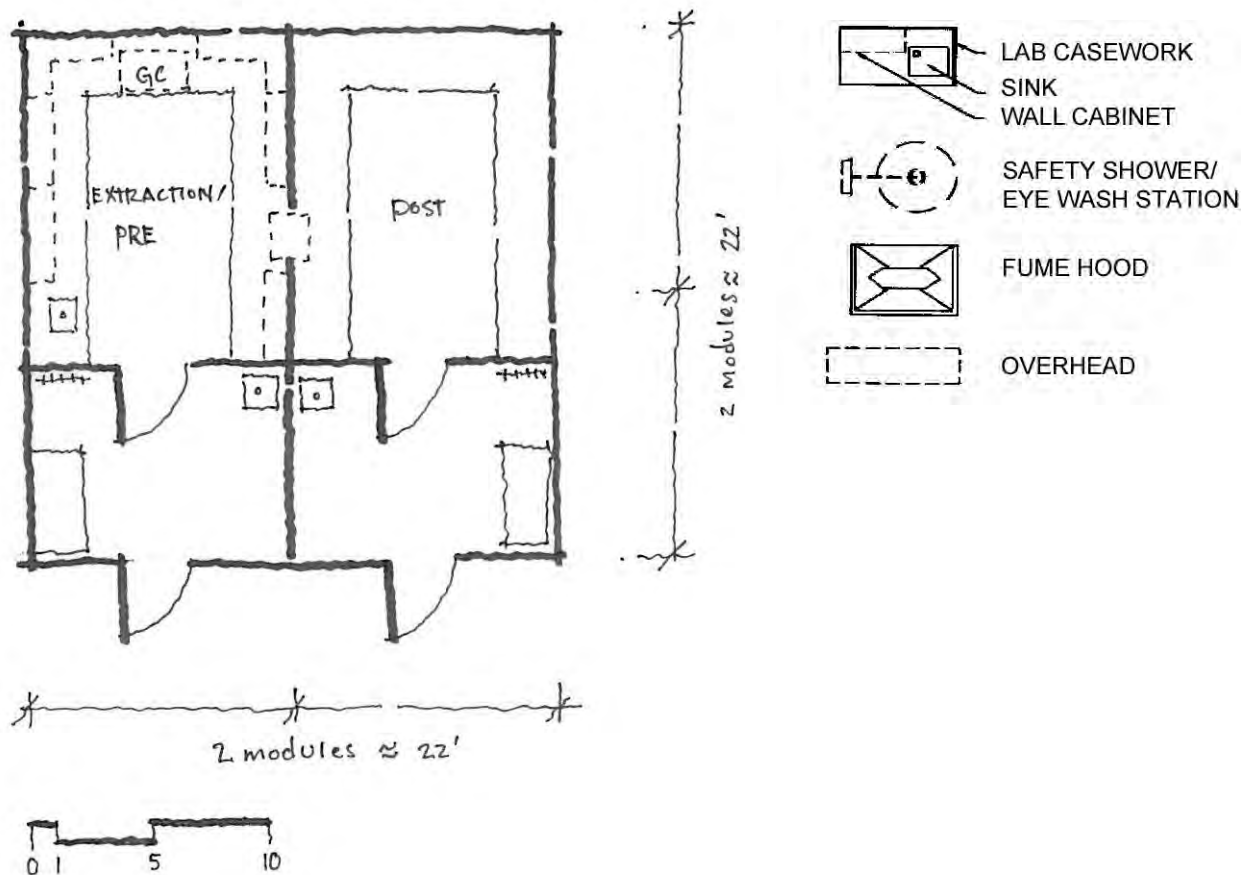 GC
EXTRACTION/
PRE
POST
2 modules ≈ 22'
2 modules ≈ 22'
0 1 5 10
LAB CASEWORK
SINK
WALL CABINET
SAFETY SHOWER/
EYE WASH STATION
FUME HOOD
OVERHEAD